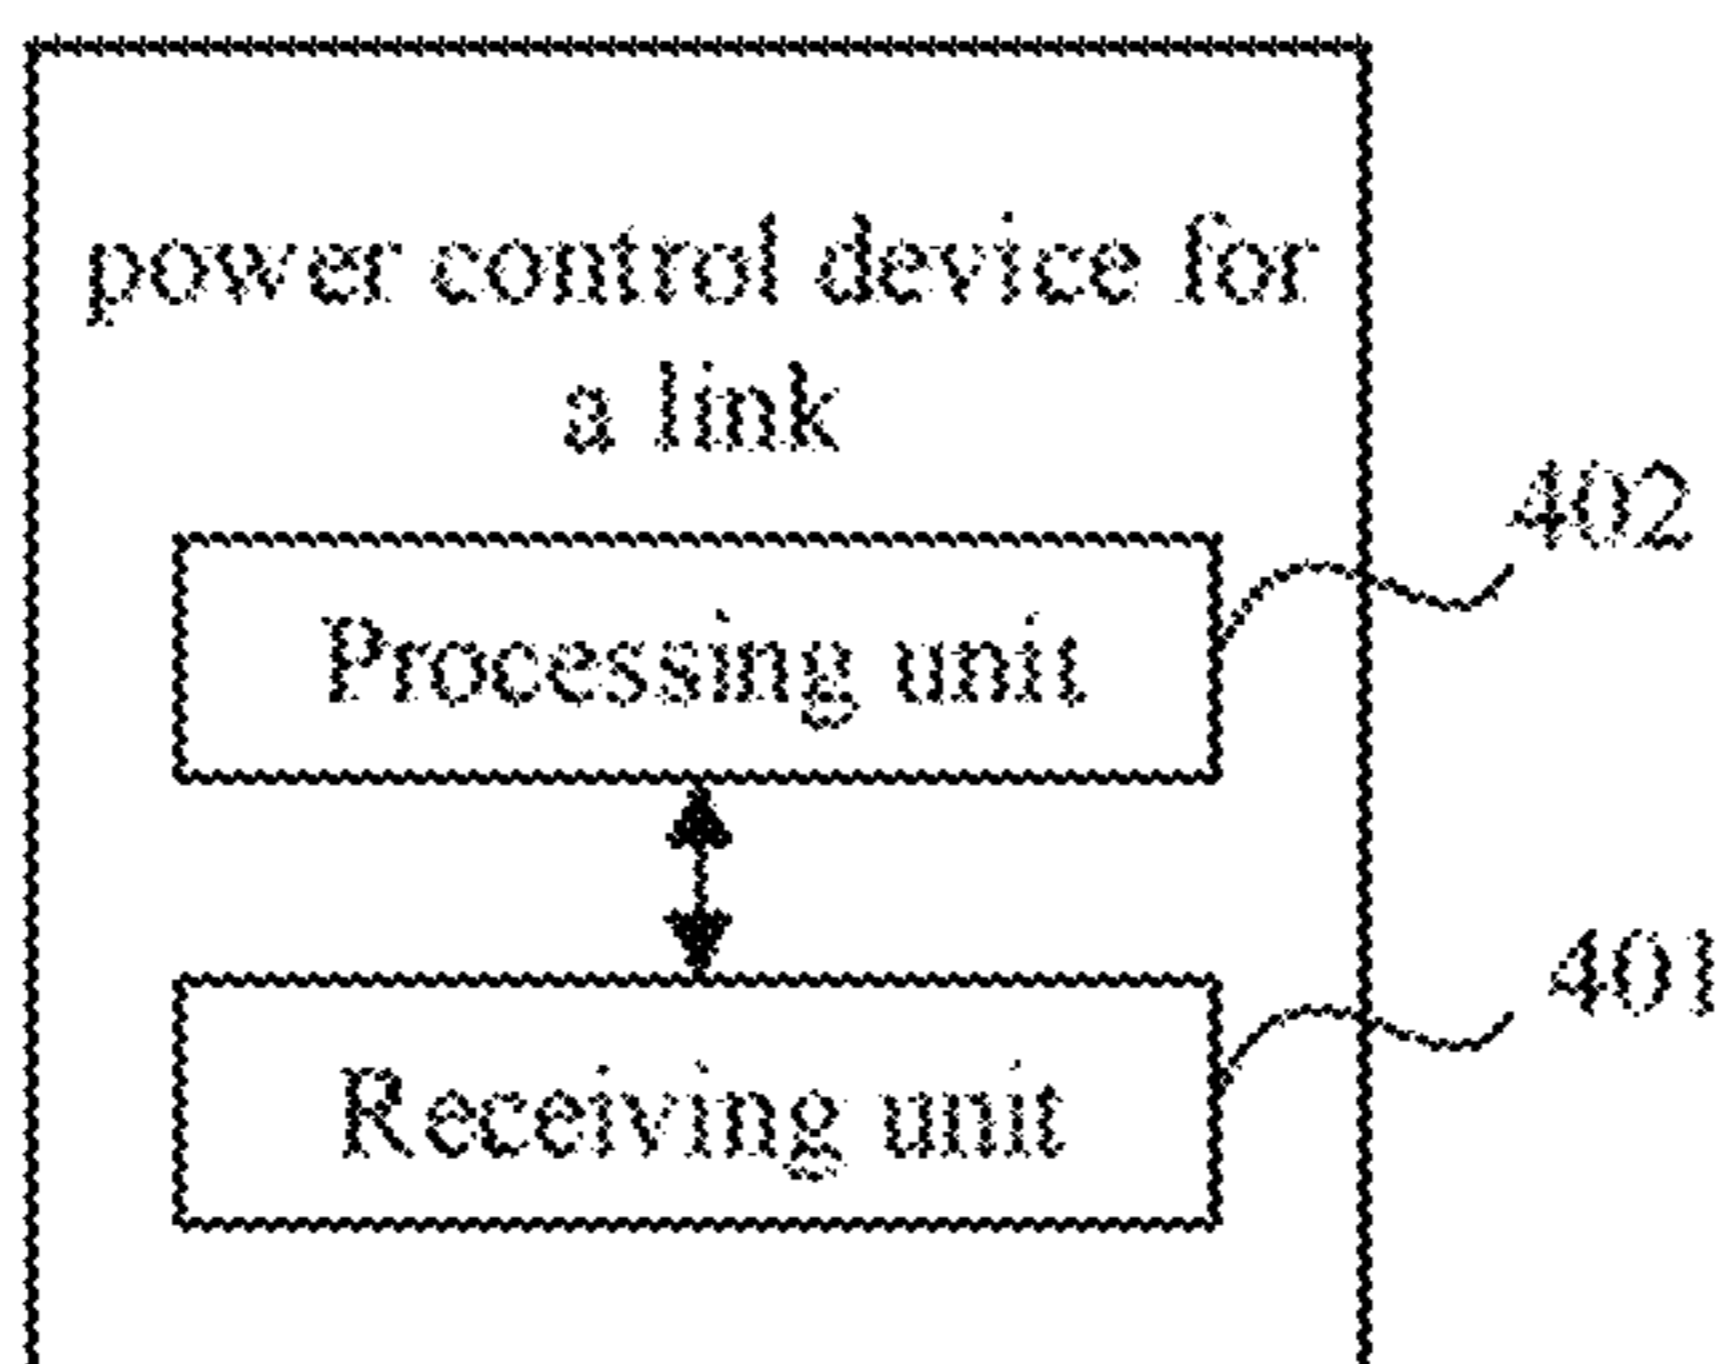 power control device for
a link
402
Processing unit
401
Receiving unit